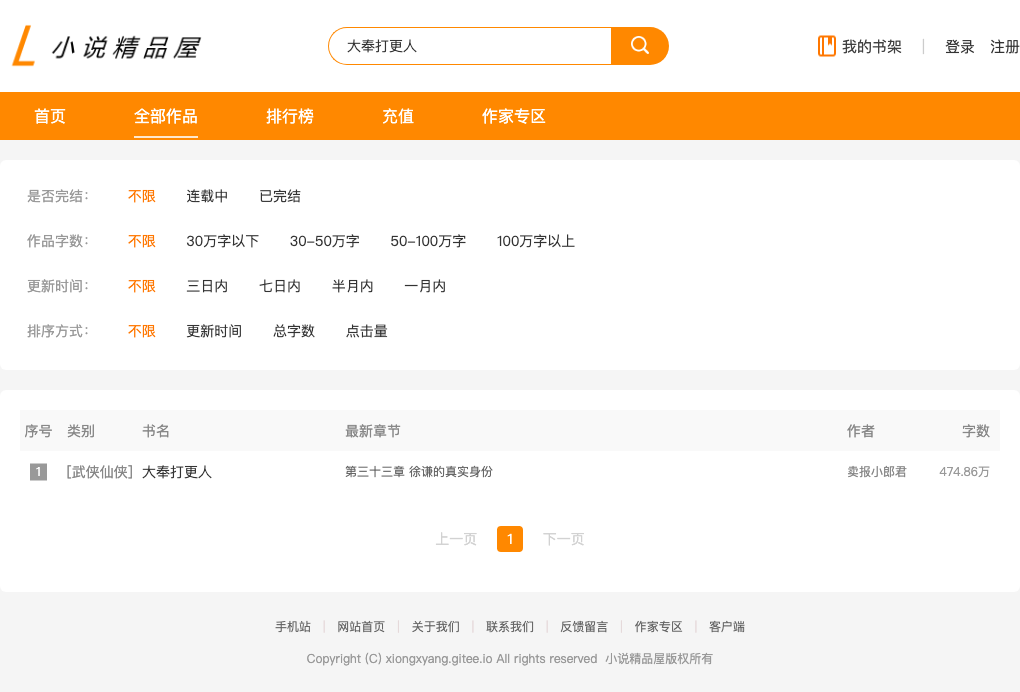 小说精品屋 大奉打更人 我的书架 | 登录 注册
首页 全部作品 排行榜 充值 作家专区
是否完结： 不限 连载中 已完结
作品字数： 不限 30万字以下 30-50万字 50-100万字 100万字以上
更新时间： 不限 三日内 七日内 半月内 一月内
排序方式： 不限 更新时间 总字数 点击量
序号 类别 书名 最新章节 作者 字数
1 [武侠仙侠] 大奉打更人 第三十三章 徐谦的真实身份 卖报小郎君 474.86万
上一页 1 下一页
手机站 | 网站首页 | 关于我们 | 联系我们 | 反馈留言 | 作家专区 | 客户端
Copyright (C) xiongxyang.gitee.io All rights reserved 小说精品屋版权所有